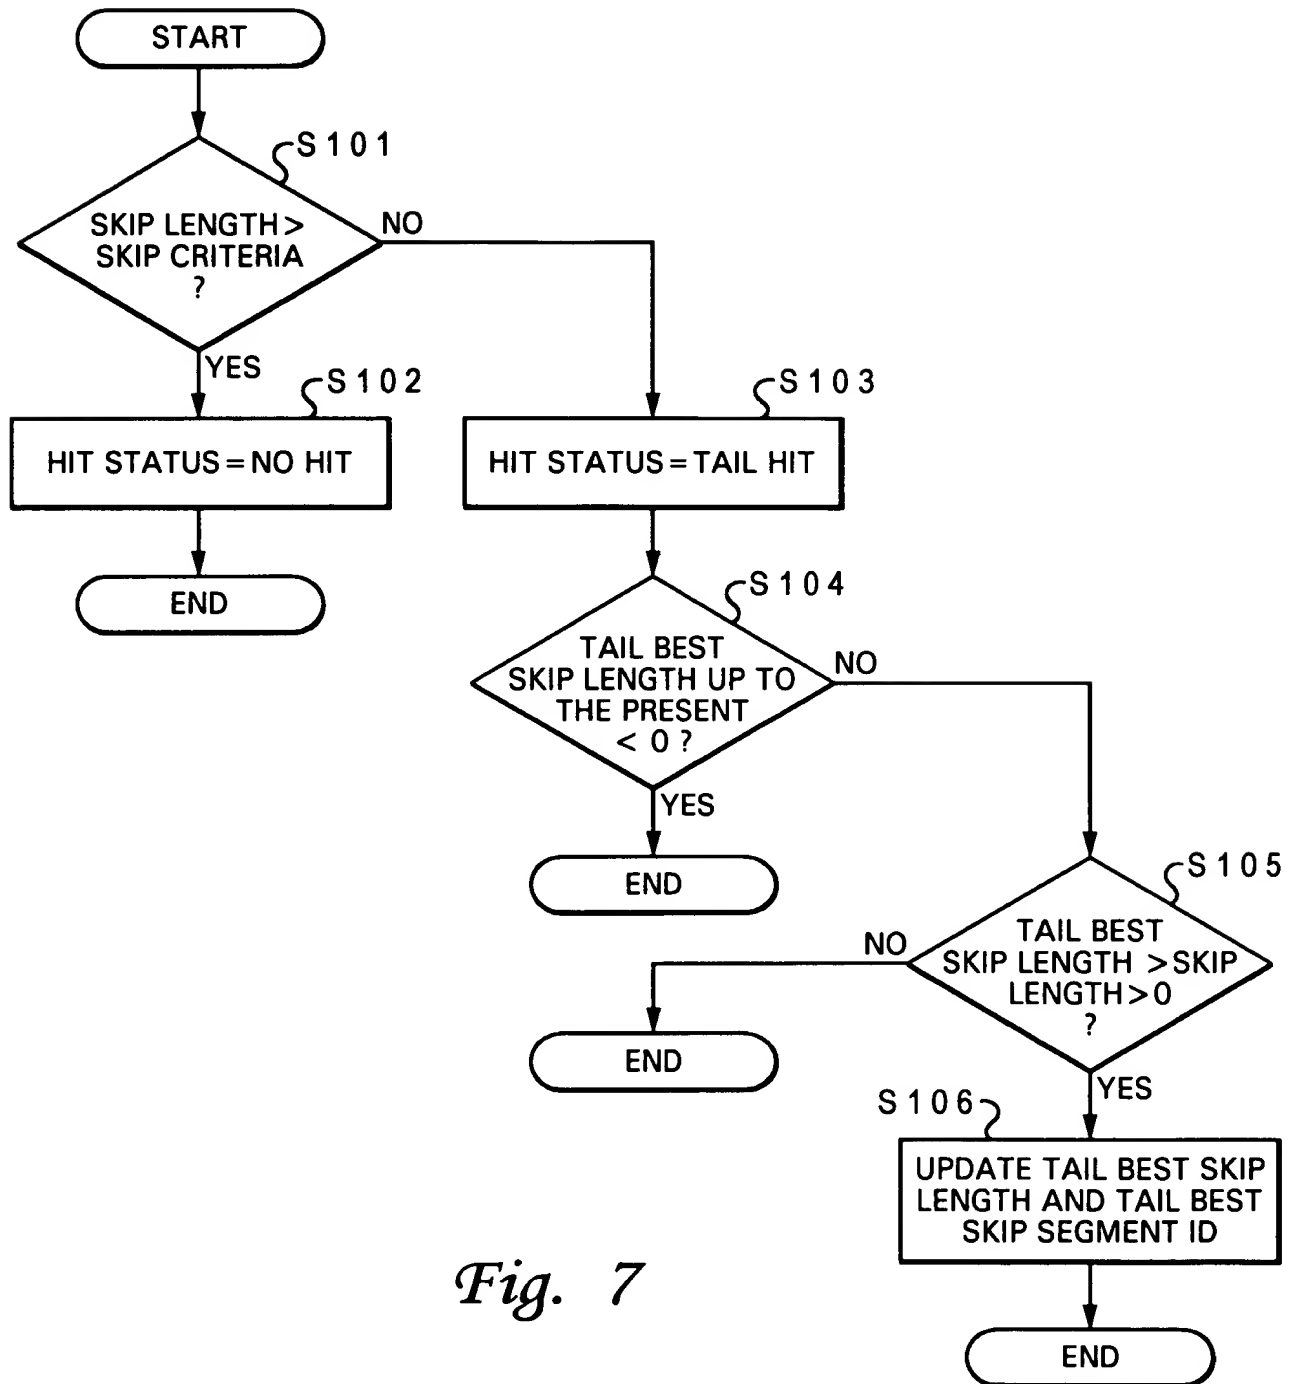 START
S101
SKIP LENGTH >
SKIP CRITERIA
?
NO
YES
S102
HIT STATUS = NO HIT
END
S103
HIT STATUS = TAIL HIT
S104
TAIL BEST
SKIP LENGTH UP TO
THE PRESENT
< 0 ?
NO
YES
END
S105
TAIL BEST
SKIP LENGTH > SKIP
LENGTH > 0
?
NO
END
YES
S106
UPDATE TAIL BEST SKIP
LENGTH AND TAIL BEST
SKIP SEGMENT ID
END
Fig. 7